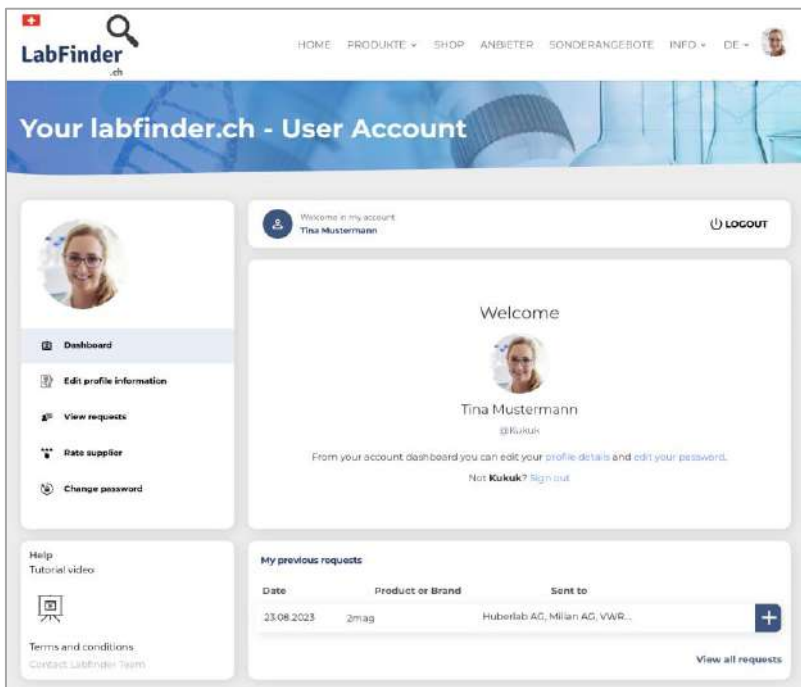 LabFinder
.ch
HOME PRODUKTE SHOP ANBIETER SONDERANGEBOTE INFO DE
Your labfinder.ch - User Account
Welcome in my account
Tina Mustermann
LOGOUT
Dashboard
Edit profile information
View requests
Rate supplier
Change password
Welcome
Tina Mustermann
@Kukuk
From your account dashboard you can edit your profile details and edit your password.
Not Kukuk? Sign out
Help
Tutorial video
Terms and conditions
Contact Labfinder Team
My previous requests
Date Product or Brand Sent to
23.08.2023 2mag Huberlab AG, Milian AG, VWR...
View all requests